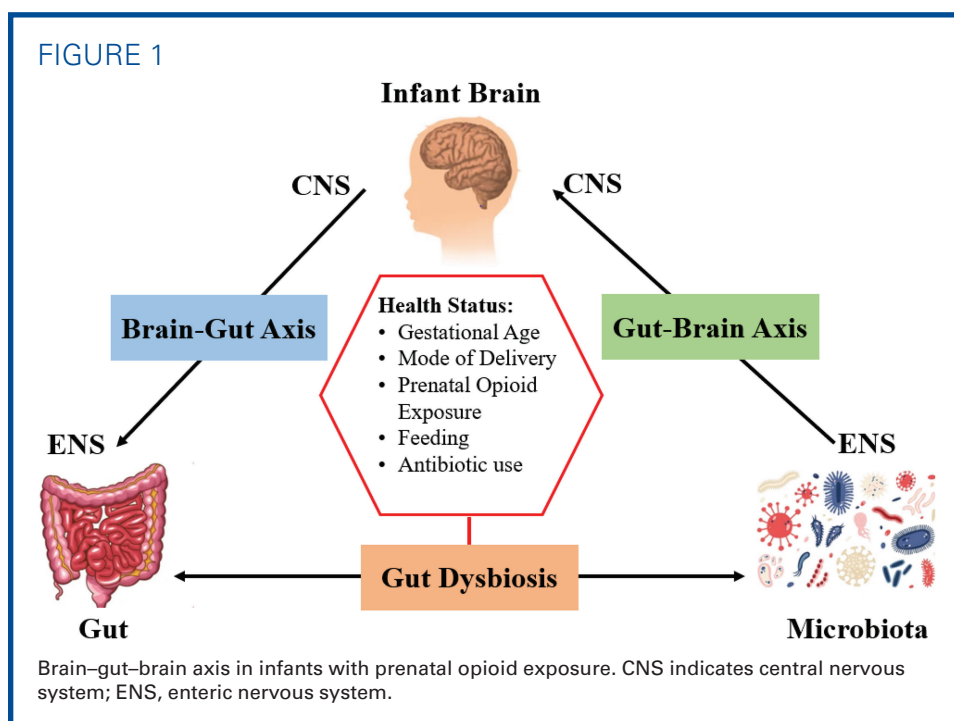 FIGURE 1
Infant Brain
CNS
CNS
Brain-Gut Axis
Health Status:
• Gestational Age
• Mode of Delivery
• Prenatal Opioid
Exposure
• Feeding
• Antibiotic use
Gut-Brain Axis
ENS
ENS
Gut Dysbiosis
Gut
Microbiota
Brain–gut–brain axis in infants with prenatal opioid exposure. CNS indicates central nervous
system; ENS, enteric nervous system.